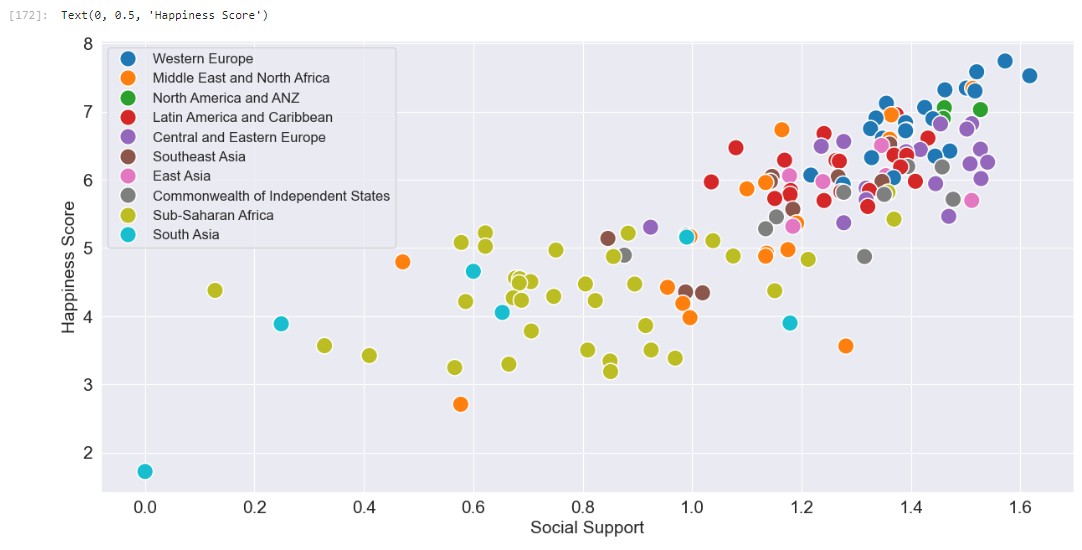 [172]: Text(0, 0.5, 'Happiness Score')
8
7
6
5
4
3
2
Happiness Score
Western Europe
Middle East and North Africa
North America and ANZ
Latin America and Caribbean
Central and Eastern Europe
Southeast Asia
East Asia
Commonwealth of Independent States
Sub-Saharan Africa
South Asia
0.0 0.2 0.4 0.6 0.8 1.0 1.2 1.4 1.6
Social Support